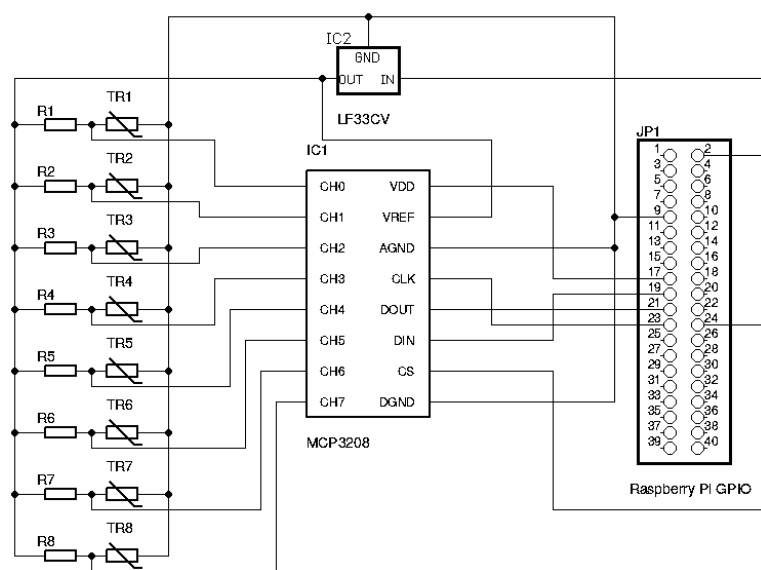 IC2
GND
OUT IN
LF33CV
R1 TR1
R2 TR2
R3 TR3
R4 TR4
R5 TR5
R6 TR6
R7 TR7
R8 TR8
IC1
CH0 VDD
CH1 VREF
CH2 AGND
CH3 CLK
CH4 DOUT
CH5 DIN
CH6 CS
CH7 DGND
MCP3208
JP1
1 2
3 4
5 6
7 8
9 10
11 12
13 14
15 16
17 18
19 20
21 22
23 24
25 26
27 28
29 30
31 32
33 34
35 36
37 38
39 40
Raspberry Pi GPIO